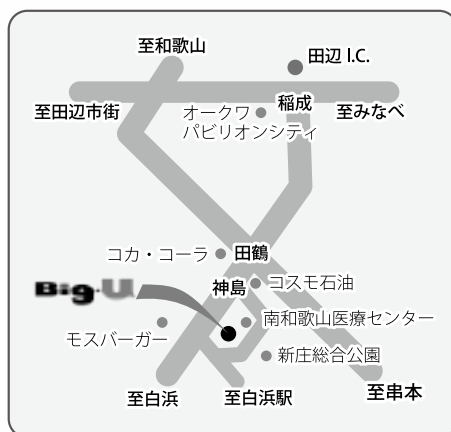 至和歌山
田辺 I.C.
至田辺市街
オークワ
パビリオンシティ
稲成
至みなべ
コカ・コーラ
田鶴
神島
コスモ石油
Big・U
南和歌山医療センター
モスバーガー
新庄総合公園
至白浜
至白浜駅
至串本